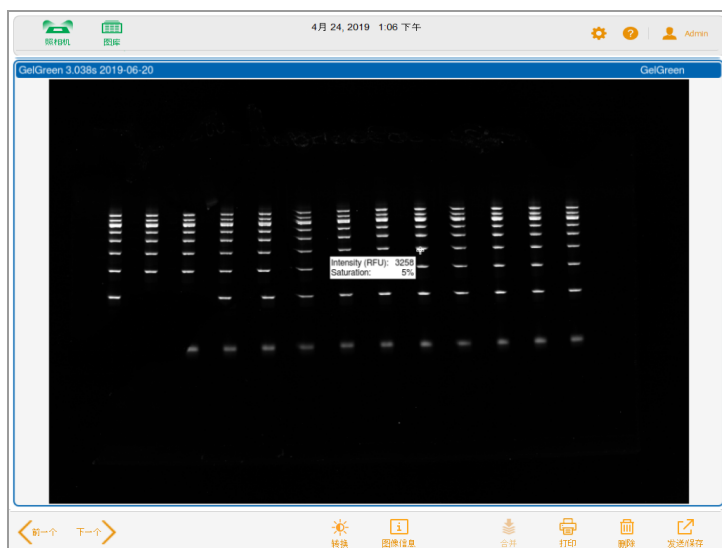 4月 24, 2019 1:06 下午
照相机
图库
Admin
GelGreen 3.038s 2019-06-20
GelGreen
Intensity (RFU): 3258
Saturation: 5%
前一个
下一个
转换
图像信息
合并
打印
删除
发送/保存